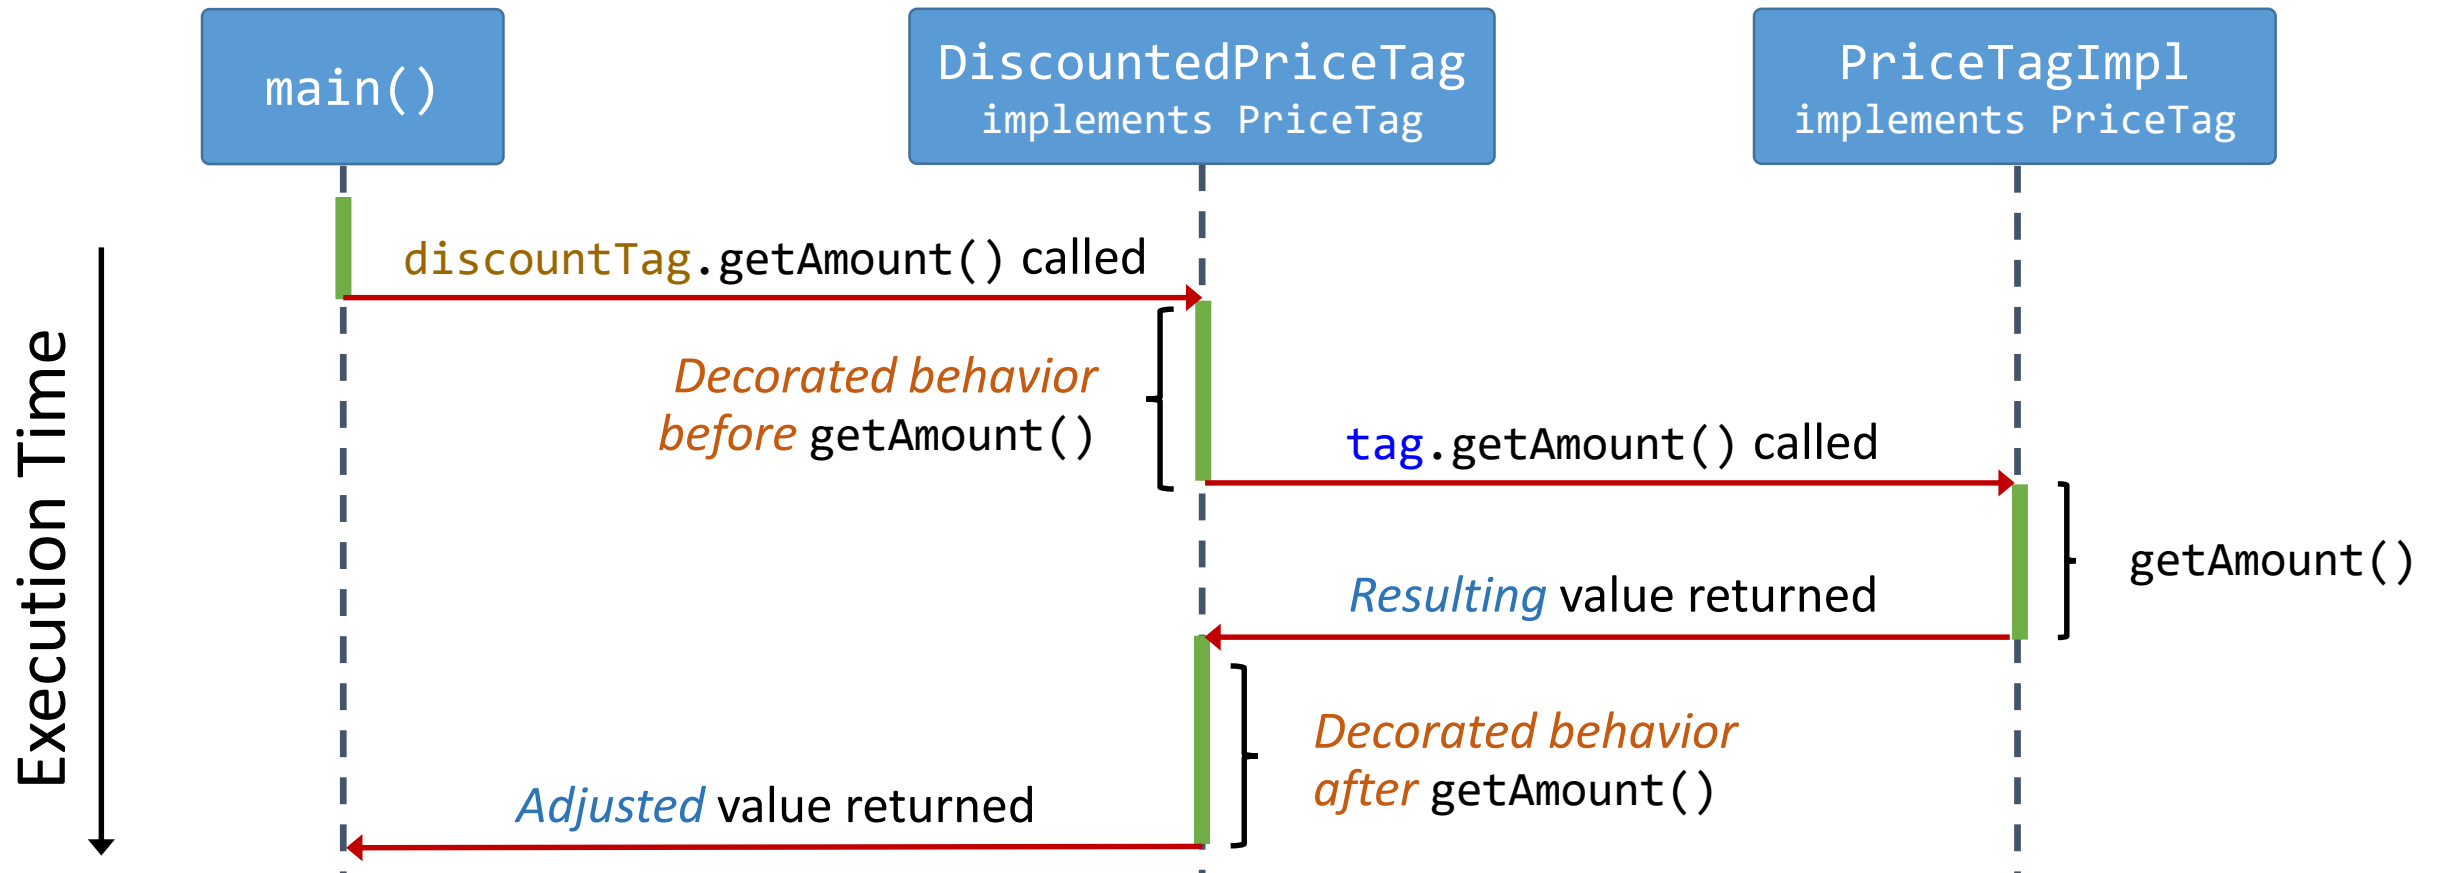 main()
DiscountedPriceTag
implements PriceTag
PriceTagImpl
implements PriceTag
Execution Time
discountTag.getAmount() called
Decorated behavior
before getAmount()
tag.getAmount() called
getAmount()
Resulting value returned
Decorated behavior
after getAmount()
Adjusted value returned